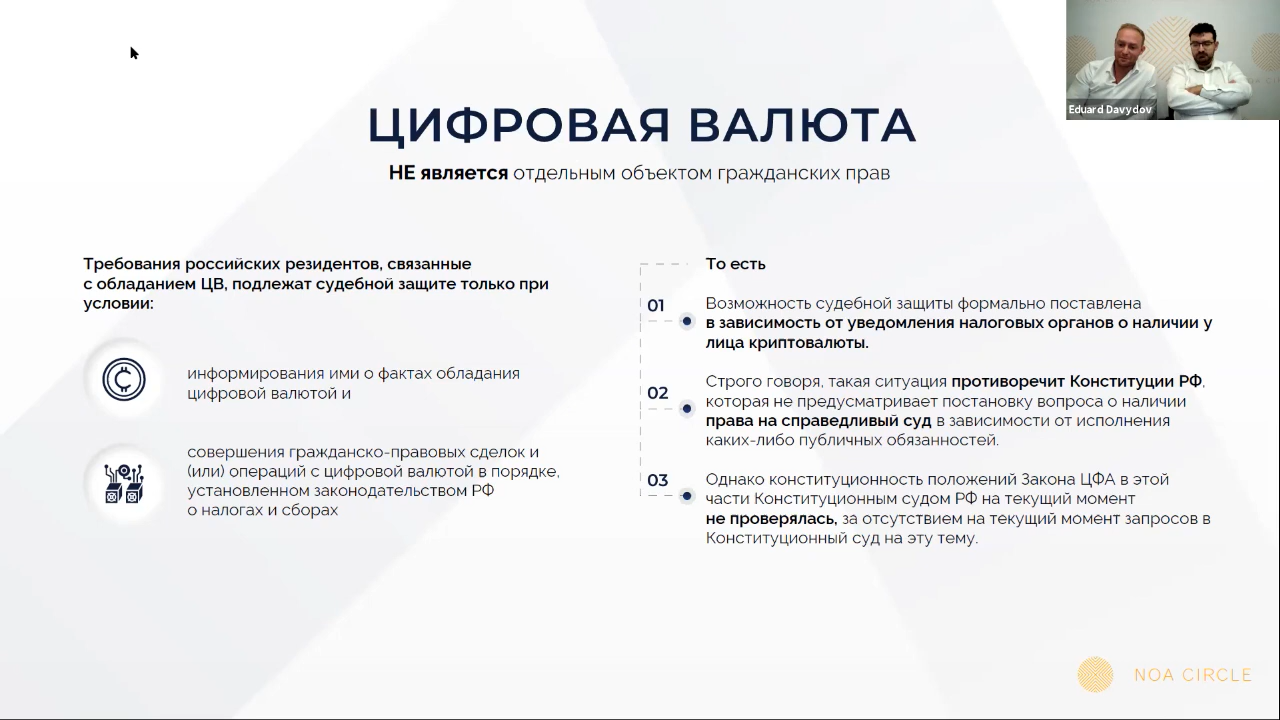 Eduard Davydov
ЦИФРОВАЯ ВАЛЮТА
НЕ является отдельным объектом гражданских прав
Требования российских резидентов, связанные
с обладанием ЦВ, подлежат судебной защите только при
условии:
информирования ими о фактах обладания
цифровой валютой и
совершения гражданско-правовых сделок и
(или) операций с цифровой валютой в порядке,
установленном законодательством РФ
о налогах и сборах
То есть
01
Возможность судебной защиты формально поставлена
в зависимость от уведомления налоговых органов о наличии у
лица криптовалюты.
02
Строго говоря, такая ситуация противоречит Конституции РФ,
которая не предусматривает постановку вопроса о наличии
права на справедливый суд в зависимости от исполнения
каких-либо публичных обязанностей.
03
Однако конституционность положений Закона ЦФА в этой
части Конституционным судом РФ на текущий момент
не проверялась, за отсутствием на текущий момент запросов в
Конституционный суд на эту тему.
NOA CIRCLE